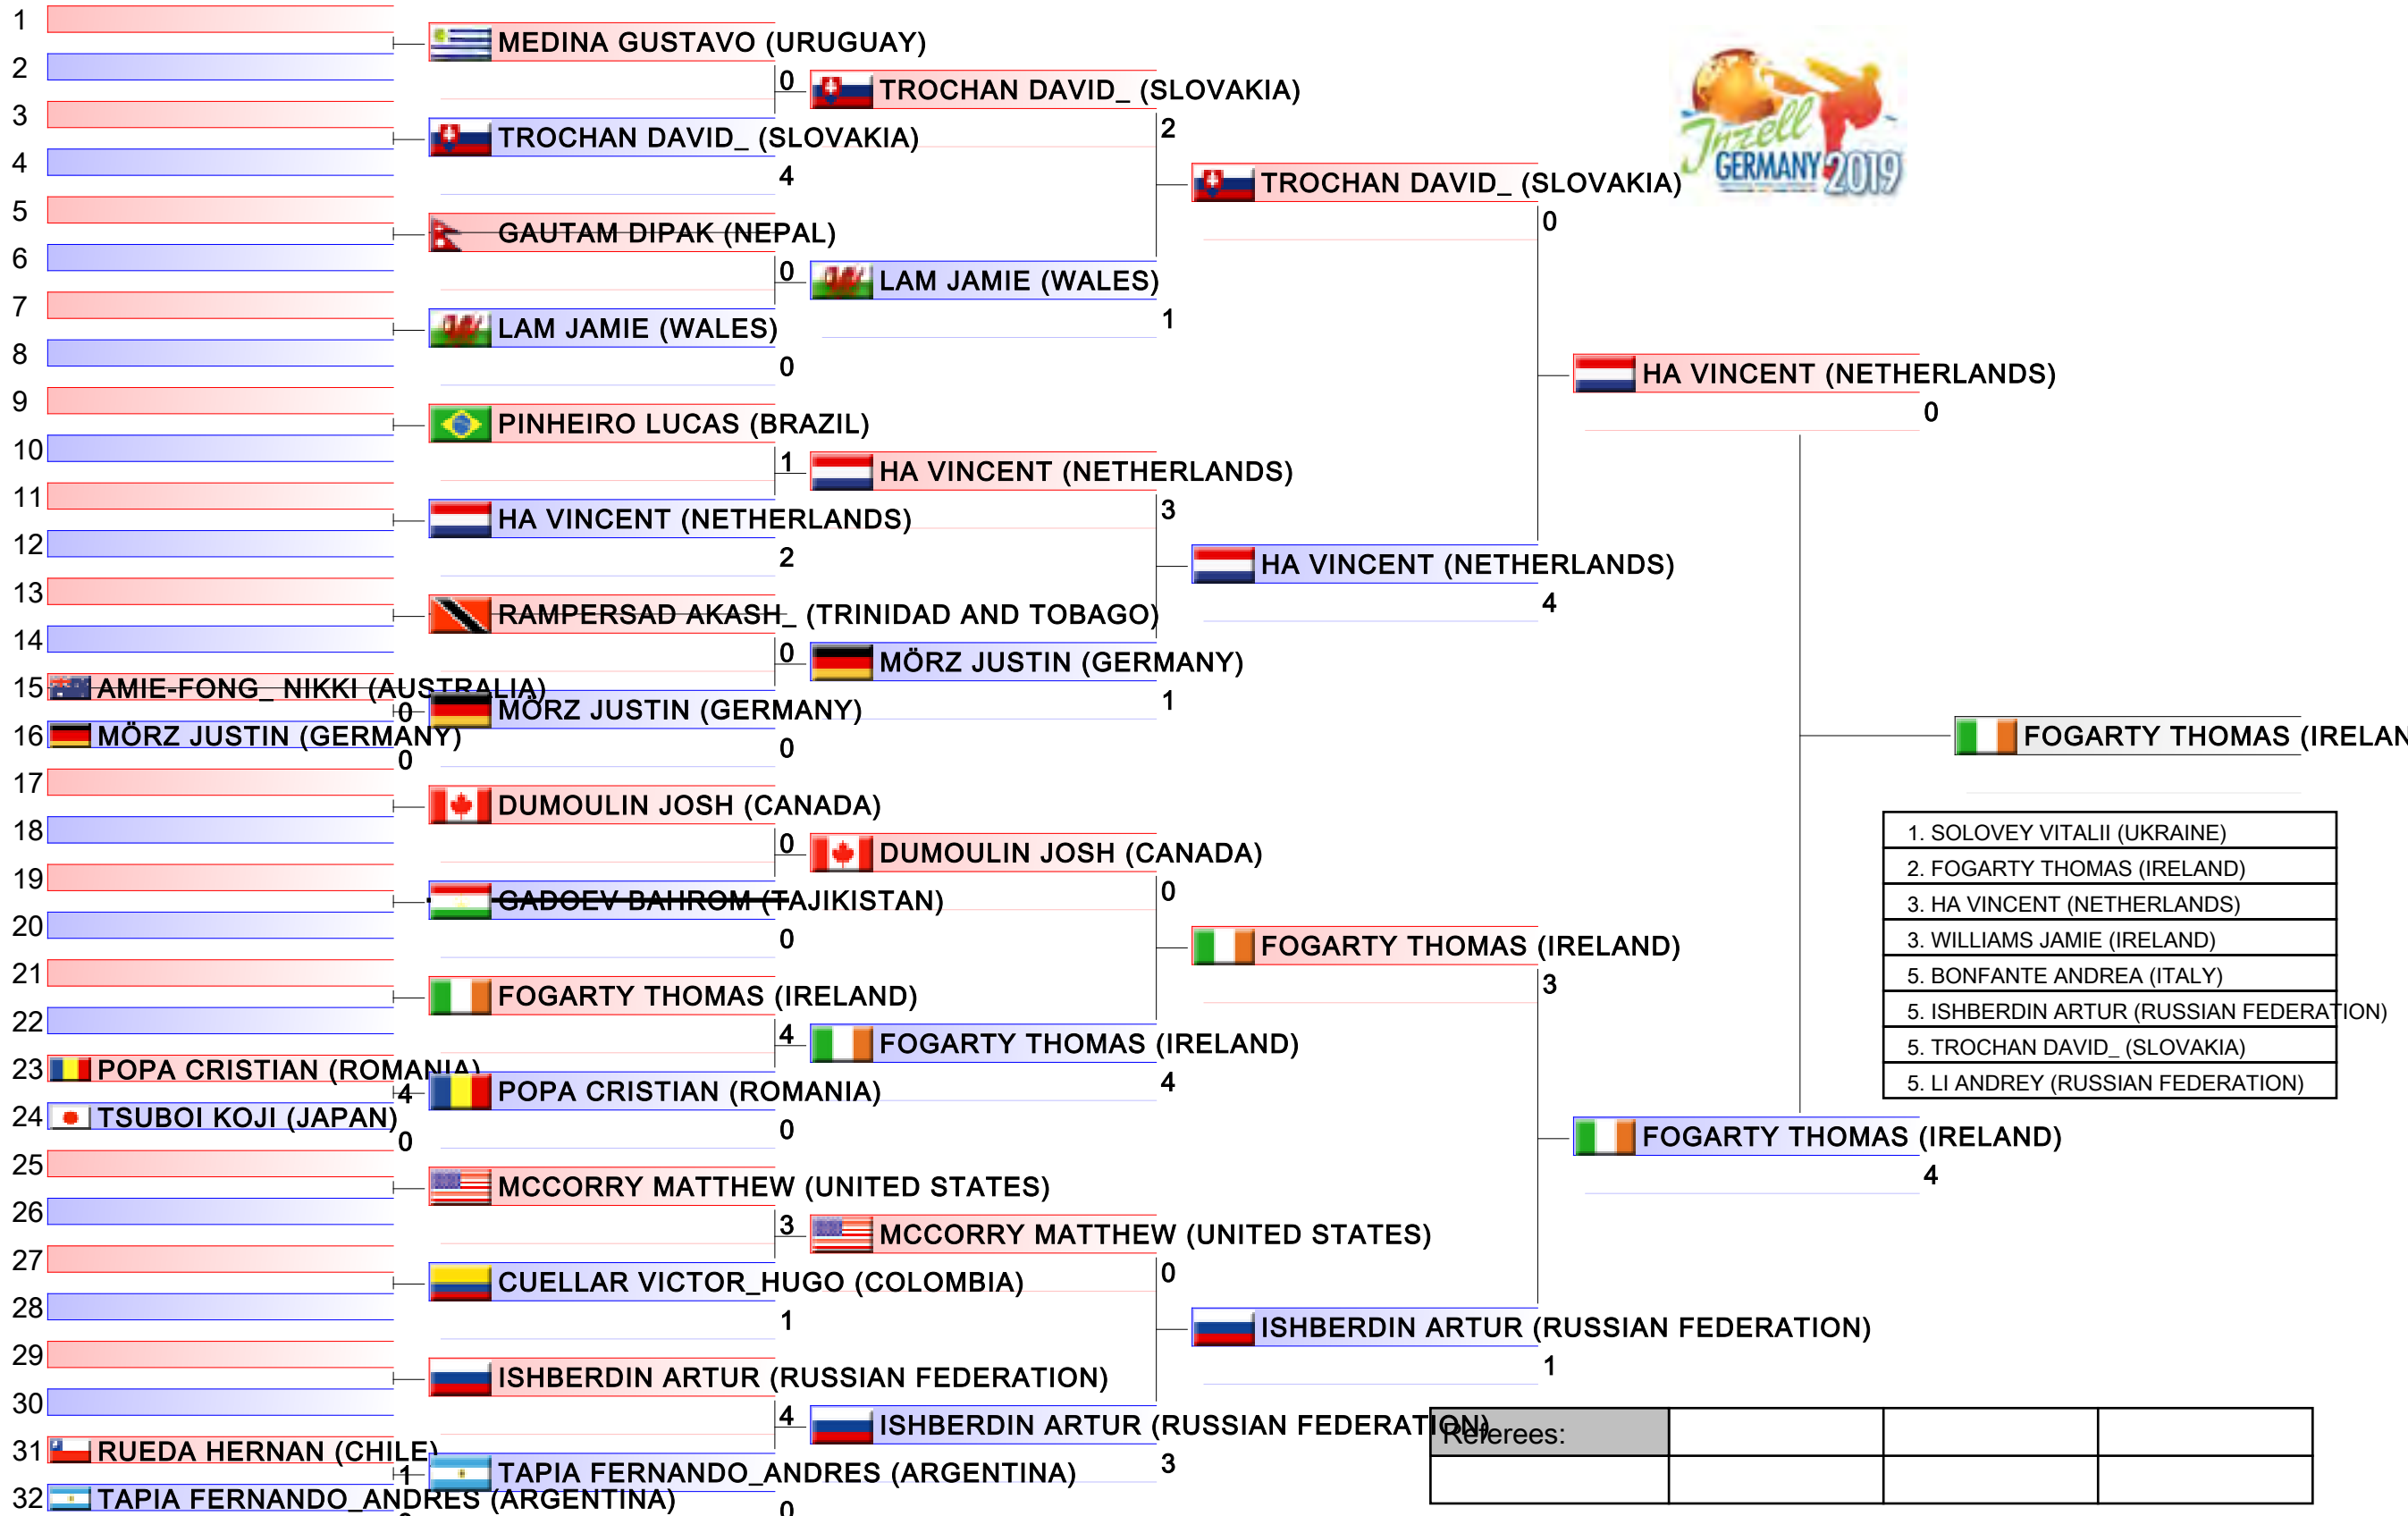 1
2
3
4
5
6
7
8
9
10
11
12
13
14
15 AMIE-FONG_ NIKKI (AUSTRALIA)
0
16 MÖRZ JUSTIN (GERMANY)
0
17
18
19
20
21
22
23 POPA CRISTIAN (ROMANIA)
4
24 TSUBOI KOJI (JAPAN)
0
25
26
27
28
29
30
31 RUEDA HERNAN (CHILE)
1
32 TAPIA FERNANDO_ANDRES (ARGENTINA)
MEDINA GUSTAVO (URUGUAY)
0
TROCHAN DAVID_ (SLOVAKIA)
4
GAUTAM DIPAK (NEPAL)
0
LAM JAMIE (WALES)
0
PINHEIRO LUCAS (BRAZIL)
1
HA VINCENT (NETHERLANDS)
2
RAMPERSAD AKASH_ (TRINIDAD AND TOBAGO)
0
MÖRZ JUSTIN (GERMANY)
0
DUMOULIN JOSH (CANADA)
0
GADOEV BAHROM (TAJIKISTAN)
0
FOGARTY THOMAS (IRELAND)
4
POPA CRISTIAN (ROMANIA)
0
MCCORRY MATTHEW (UNITED STATES)
3
CUELLAR VICTOR_HUGO (COLOMBIA)
1
ISHBERDIN ARTUR (RUSSIAN FEDERATION)
4
TAPIA FERNANDO_ANDRES (ARGENTINA)
0
TROCHAN DAVID_ (SLOVAKIA)
2
LAM JAMIE (WALES)
1
HA VINCENT (NETHERLANDS)
3
MÖRZ JUSTIN (GERMANY)
1
DUMOULIN JOSH (CANADA)
0
FOGARTY THOMAS (IRELAND)
4
MCCORRY MATTHEW (UNITED STATES)
0
ISHBERDIN ARTUR (RUSSIAN FEDERATION)
3
TROCHAN DAVID_ (SLOVAKIA)
0
HA VINCENT (NETHERLANDS)
4
FOGARTY THOMAS (IRELAND)
3
ISHBERDIN ARTUR (RUSSIAN FEDERATION)
1
HA VINCENT (NETHERLANDS)
0
FOGARTY THOMAS (IRELAND)
4
Inzell
GERMANY 2019
FOGARTY THOMAS (IRELAN
1. SOLOVEY VITALII (UKRAINE)
2. FOGARTY THOMAS (IRELAND)
3. HA VINCENT (NETHERLANDS)
3. WILLIAMS JAMIE (IRELAND)
5. BONFANTE ANDREA (ITALY)
5. ISHBERDIN ARTUR (RUSSIAN FEDERATION)
5. TROCHAN DAVID_ (SLOVAKIA)
5. LI ANDREY (RUSSIAN FEDERATION)
Referees: